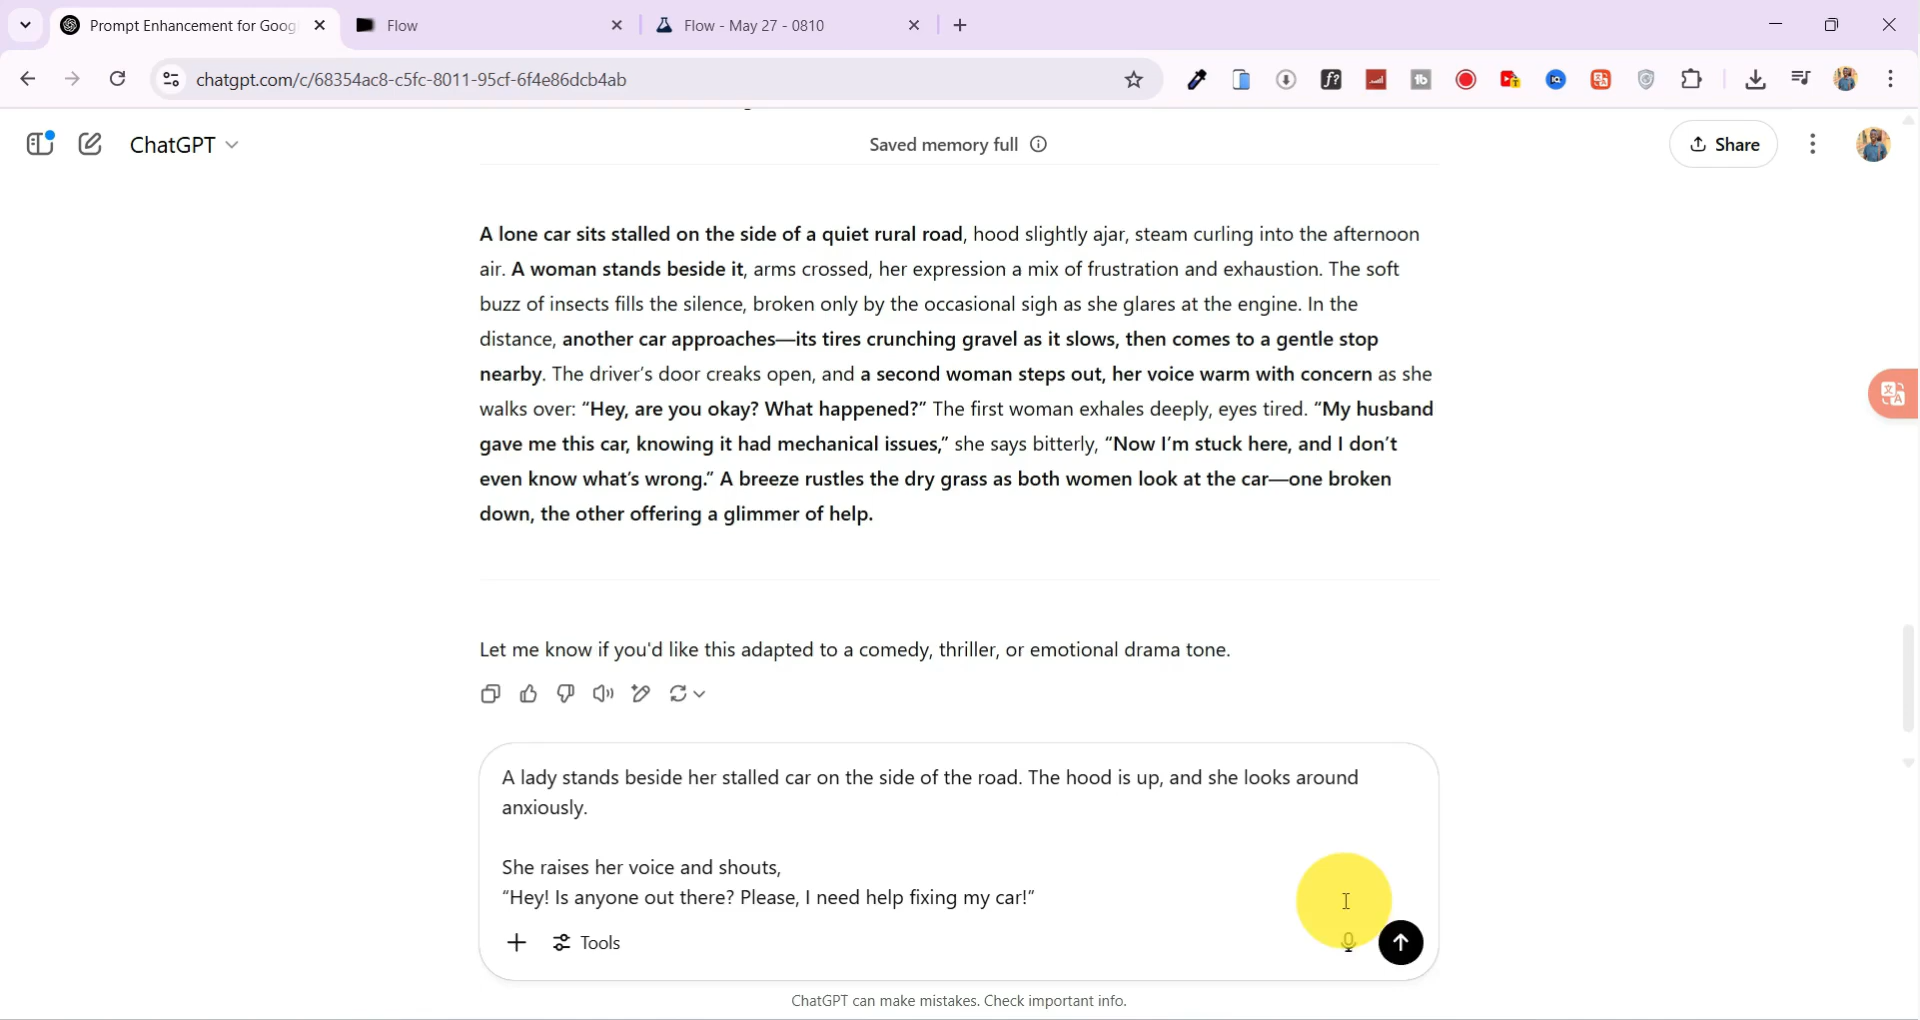 Prompt Enhancement for Goog
Flow
Flow - May 27 - 0810
chatgpt.com/c/68354ac8-c5fc-8011-95cf-6f4e86dcb4ab
ChatGPT
Saved memory full
Share
A lone car sits stalled on the side of a quiet rural road, hood slightly ajar, steam curling into the afternoon
air. A woman stands beside it, arms crossed, her expression a mix of frustration and exhaustion. The soft
buzz of insects fills the silence, broken only by the occasional sigh as she glares at the engine. In the
distance, another car approaches—its tires crunching gravel as it slows, then comes to a gentle stop
nearby. The driver's door creaks open, and a second woman steps out, her voice warm with concern as she
walks over: “Hey, are you okay? What happened?” The first woman exhales deeply, eyes tired. “My husband
gave me this car, knowing it had mechanical issues,” she says bitterly, “Now I’m stuck here, and I don’t
even know what’s wrong.” A breeze rustles the dry grass as both women look at the car—one broken
down, the other offering a glimmer of help.
Let me know if you'd like this adapted to a comedy, thriller, or emotional drama tone.
A lady stands beside her stalled car on the side of the road. The hood is up, and she looks around
anxiously.
She raises her voice and shouts,
“Hey! Is anyone out there? Please, I need help fixing my car!”
Tools
ChatGPT can make mistakes. Check important info.